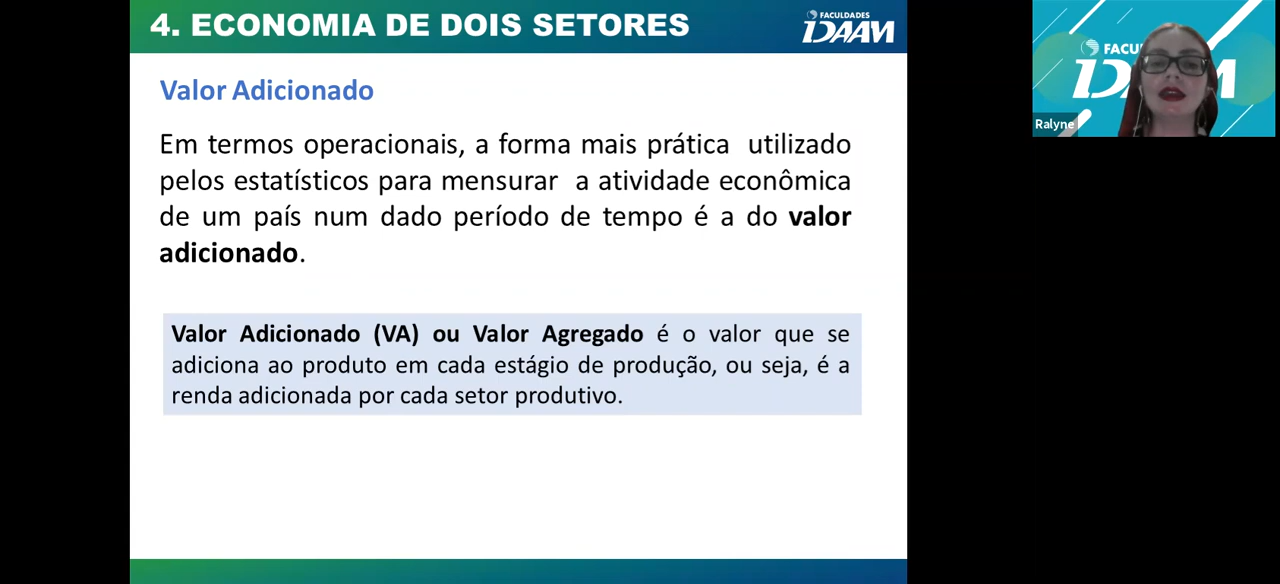 4. ECONOMIA DE DOIS SETORES
FACULDADES
IDAAM
Valor Adicionado
Em termos operacionais, a forma mais prática utilizado
pelos estatísticos para mensurar a atividade econômica
de um país num dado período de tempo é a do valor
adicionado.
Valor Adicionado (VA) ou Valor Agregado é o valor que se
adiciona ao produto em cada estágio de produção, ou seja, é a
renda adicionada por cada setor produtivo.
FACU
Ralyne